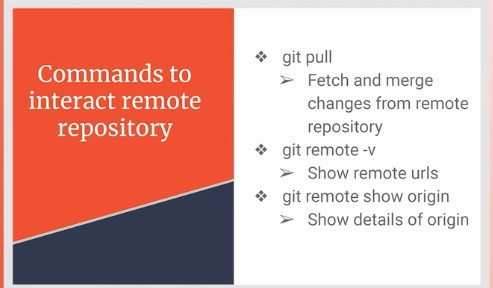 Commands to
interact remote
repository
❖ git pull
➢ Fetch and merge
changes from remote
repository
❖ git remote -v
➢ Show remote urls
❖ git remote show origin
➢ Show details of origin